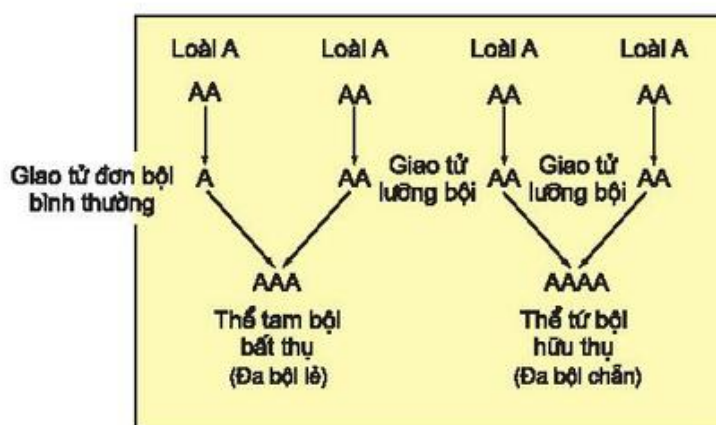 Loài A Loài A Loài A Loài A
AA AA AA AA
Giao tử đơn bội
bình thường
A AA
Giao tử
lưỡng bội
AA
Giao tử
lưỡng bội
AA
AAA AAAA
Thể tam bội
bất thụ
(Đa bội lẻ)
Thể tứ bội
hữu thụ
(Đa bội chẵn)